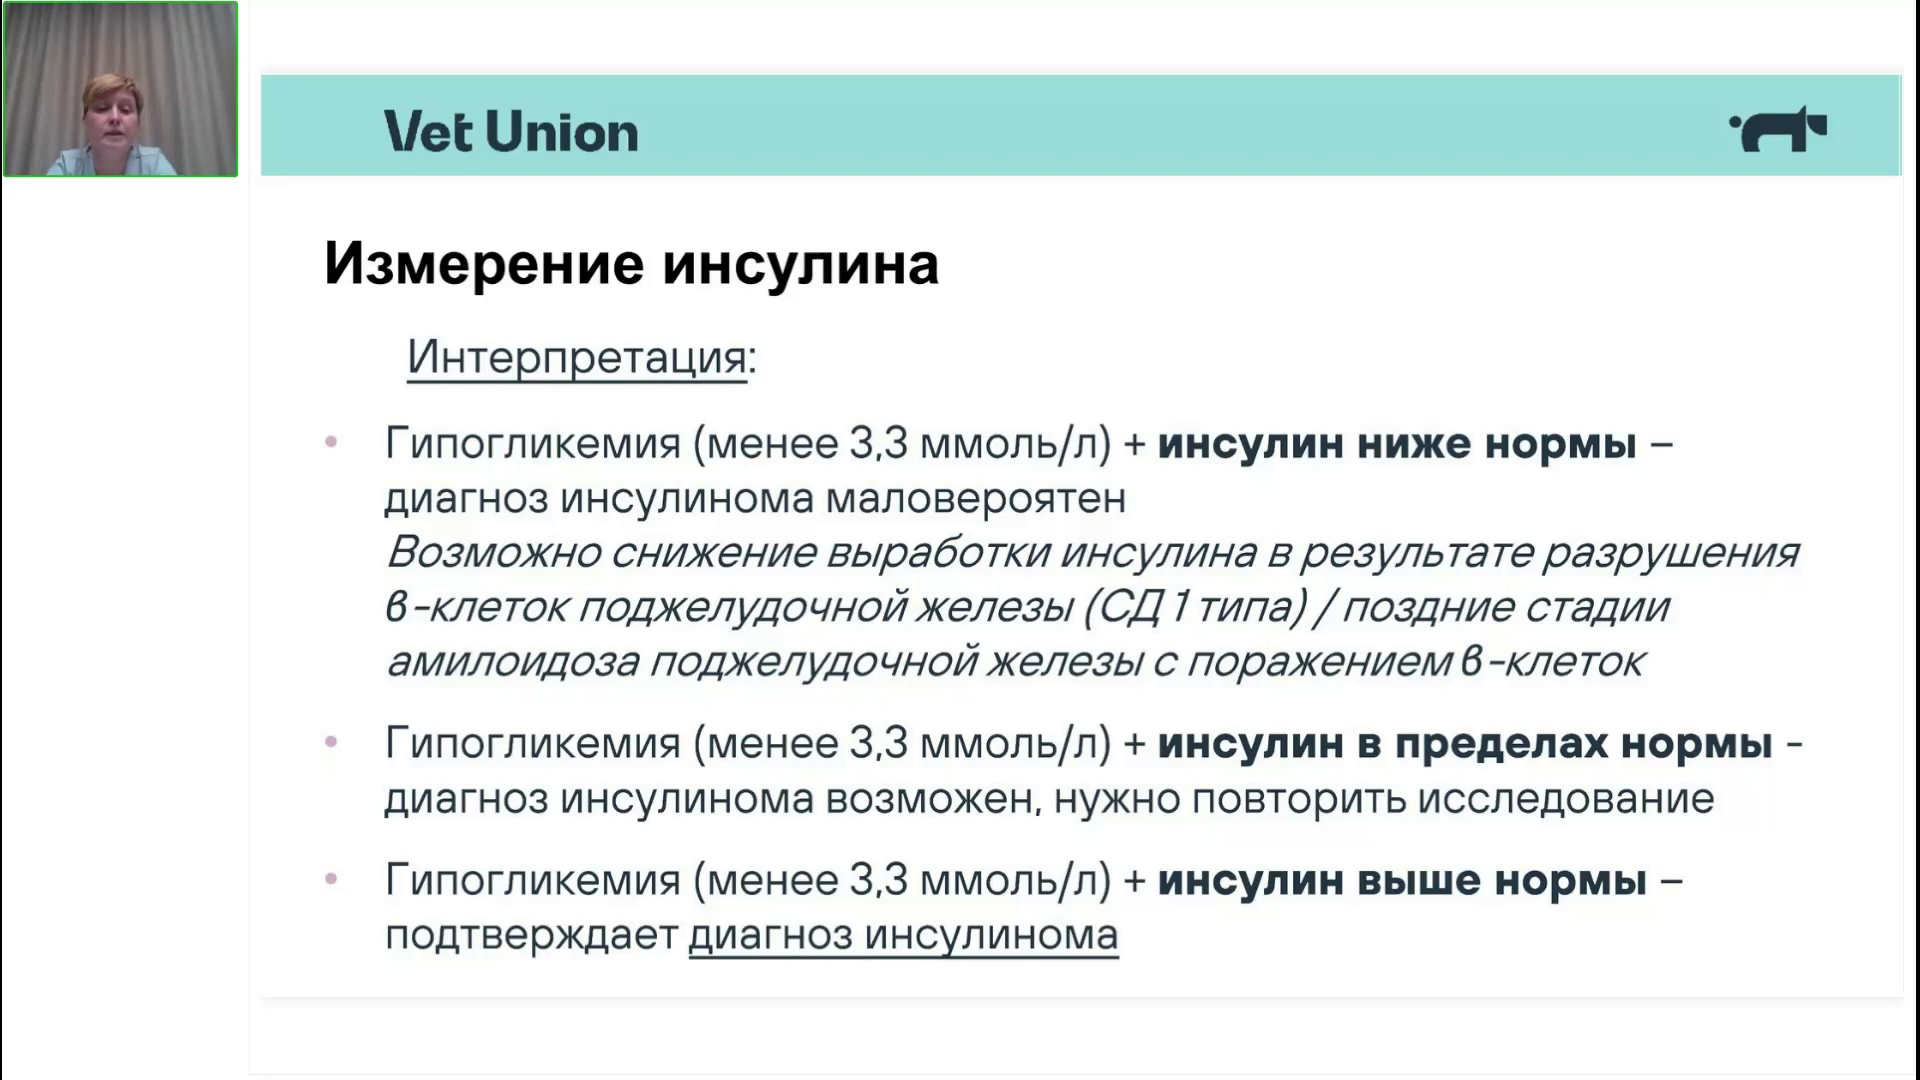 Vet Union
Измерение инсулина
Интерпретация:
• Гипогликемия (менее 3,3 ммоль/л) + инсулин ниже нормы –
диагноз инсулинома маловероятен
Возможно снижение выработки инсулина в результате разрушения
β-клеток поджелудочной железы (СД 1 типа) / поздние стадии
амилоидоза поджелудочной железы с поражением β-клеток
• Гипогликемия (менее 3,3 ммоль/л) + инсулин в пределах нормы -
диагноз инсулинома возможен, нужно повторить исследование
• Гипогликемия (менее 3,3 ммоль/л) + инсулин выше нормы –
подтверждает диагноз инсулинома